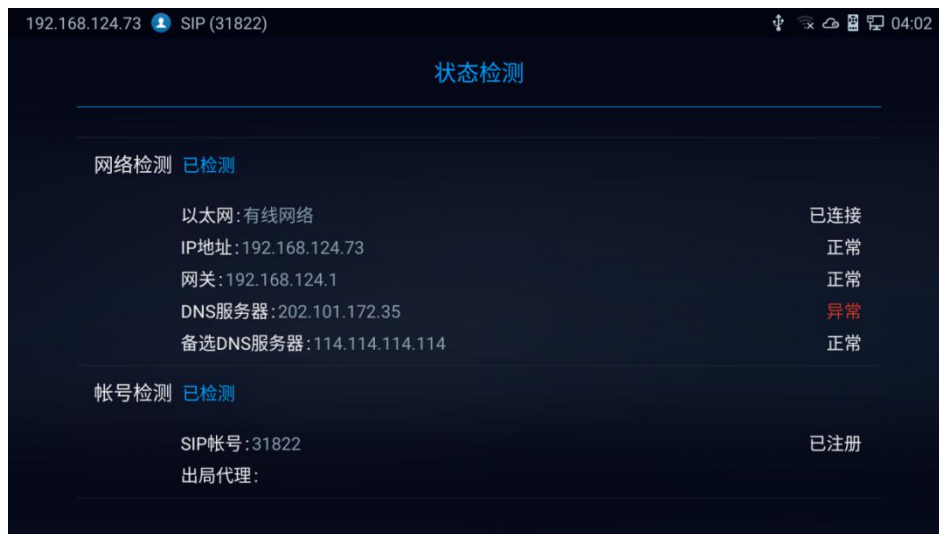 192.168.124.73 SIP (31822) 04:02
状态检测
网络检测 已检测
以太网:有线网络 已连接
IP地址:192.168.124.73 正常
网关:192.168.124.1 正常
DNS服务器:202.101.172.35 异常
备选DNS服务器:114.114.114.114 正常
帐号检测 已检测
SIP帐号:31822 已注册
出局代理: